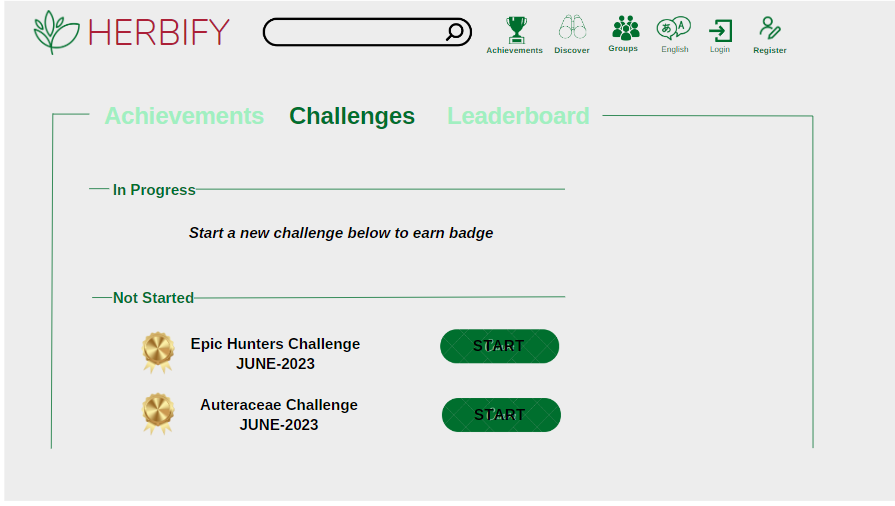 HERBIFY
Achievements
Discover
Groups
あ A
English
Login
Register
Achievements Challenges Leaderboard
In Progress
Start a new challenge below to earn badge
Not Started
Epic Hunters Challenge
JUNE-2023
START
Auteraceae Challenge
JUNE-2023
START